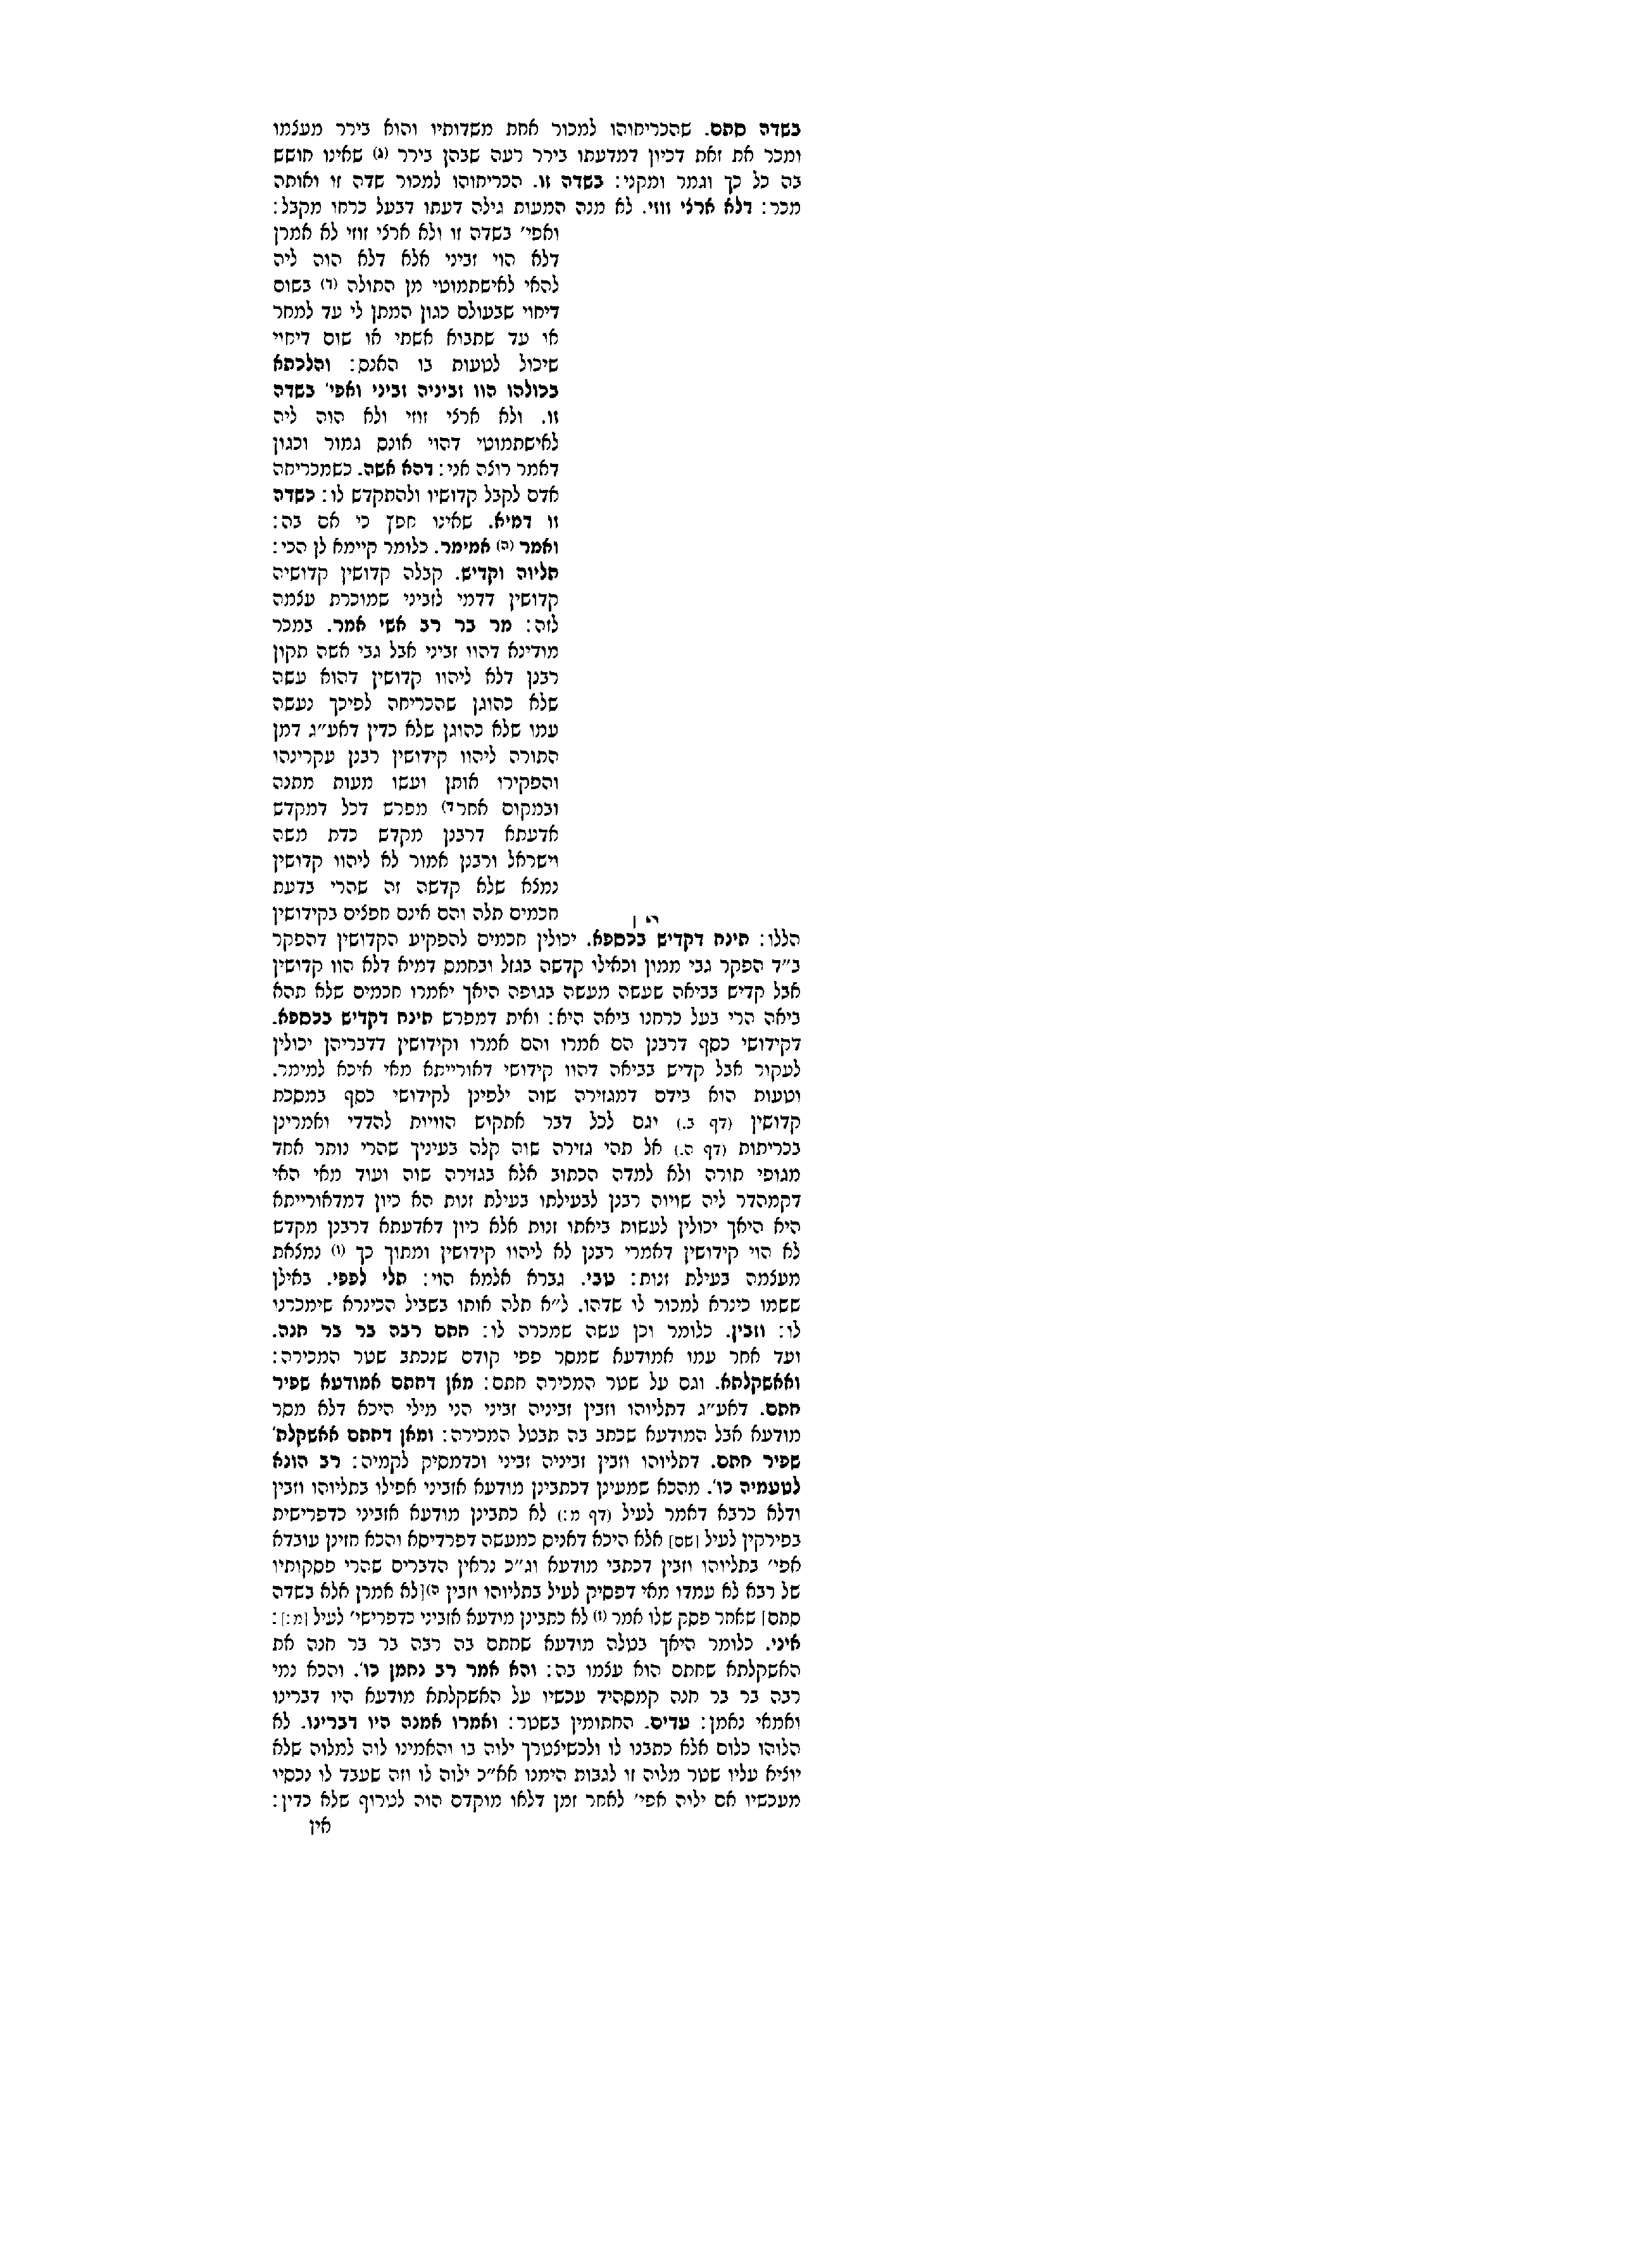 בשדה סתם. שהכריחוהו למכור אחת משדותיו והוא בירר מעצמו
ומכר את זאת דכיון דמדעתו בירר רעה שבהן בירר (ג) שאינו חושש
בה כל כך וגמר ומקני: בשדה זו. הכריחוהו למכור שדה זו ואותה
מכר: דלא ארצי זוזי. לא מנה המעות גילה דעתו דבעל כרחו מקבל:
ואפי' בשדה זו ולא ארצי זוזי לא אמרן
דלא הוי זביני אלא דלא הוה ליה
להאי לאישתמוטי מן התולה (ד) בשום
דיחוי שבעולם כגון המתן לי עד למחר
או עד שתבוא אשתי או שום דיחוי
שיכול לטעות בו האנס: והלכתא
בכולהו הוו זביניה זביני ואפי' בשדה
זו. ולא ארצי זוזי ולא הוה ליה
לאישתמוטי דהוי אונס גמור וכגון
דאמר רוצה אני: דהא אשה. כשמכריחה
אדם לקבל קדושיו ולהתקדש לו: כשדה
זו דמיא. שאינו חפץ כי אם בה:
ואמר (ה) אמימר. כלומר קיימא לן הכי:
תליוה וקדיש. קבלה קדושין קדושיה
קדושין דדמי לזביני שמוכרת עצמה
לזה: מר בר רב אשי אמר. במכר
מודינא דהוו זביני אבל גבי אשה תקון
רבנן דלא ליהוו קדושין דהוא עשה
שלא כהוגן שהכריחה לפיכך נעשה
עמו שלא כהוגן שלא כדין דאע"ג דמן
התורה ליהוו קידושין רבנן עקרינהו
והפקירו אותן ועשו מעות מתנה
ובמקום אחר ד) מפרש דכל דמקדש
אדעתא דרבנן מקדש כדת משה
וישראל ורבנן אמור לא ליהוו קדושין
נמצא שלא קדשה זה שהרי בדעת
חכמים תלה והם אינם חפצים בקידושין
הללו: תינח דקדיש בכספא. יכולין חכמים להפקיע הקדושין דהפקר
ב"ד הפקר גבי ממון וכאילו קדשה בגזל ובחמס דמיא דלא הוו קדושין
אבל קדיש בביאה שעשה מעשה בגופה היאך יאמרו חכמים שלא תהא
ביאה הרי בעל כרחנו ביאה היא: ואית דמפרש תינח דקדיש בכספא.
דקידושי כסף דרבנן הם אמרו והם אמרו וקידושין דדבריהן יכולין
לעקור אבל קדיש בביאה דהוו קידושי דאורייתא מאי איכא למימר.
וטעות הוא בידם דמגזירה שוה ילפינן לקידושי כסף במסכת
קדושין (דף ב.) וגם לכל דבר אתקוש הוויות להדדי ואמרינן
בכריתות (דף ה.) אל תהי גזירה שוה קלה בעיניך שהרי נותר אחד
מגופי תורה ולא למדה הכתוב אלא בגזירה שוה ועוד מאי האי
דקמהדר ליה שויוה רבנן לבעילתו בעילת זנות הא כיון דמדאורייתא
היא היאך יכולין לעשות ביאתו זנות אלא כיון דאדעתא דרבנן מקדש
לא הוי קידושין דאמרי רבנן לא ליהוו קידושין ומתוך כך (ו) נמצאת
מעצמה בעילת זנות: טבי. גברא אלמא הוי: תלי לפפי. באילן
ששמו כינרא למכור לו שדהו. ל"א תלה אותו בשביל הכינרא שימכרנו
לו: וזבין. כלומר וכן עשה שמכרה לו: חתם רבה בר בר חנה.
ועד אחר עמו אמודעא שמסר פפי קודם שנכתב שטר המכירה:
ואאשקלתא. וגם על שטר המכירה חתם: מאן דחתם אמודעא שפיר
חתם. דאע"ג דתליוהו וזבין זביניה זביני הני מילי היכא דלא מסר
מודעא אבל המודעא שכתב בה תבטל המכירה: ומאן דחתם אאשקלת'
שפיר חתם. דתליוהו וזבין זביניה זביני וכדמסיק לקמיה: רב הונא
לטעמיה כו'. מהכא שמעינן דכתבינן מודעא אזביני אפילו בתליוהו וזבין
ודלא כרבא דאמר לעיל (דף מ:) לא כתבינן מודעא אזביני כדפרישית
בפירקין לעיל [שם] אלא היכא דאניס כמעשה דפרדיסא והכא חזינן עובדא
אפי' בתליוהו וזבין דכתבי מודעא וג"כ נראין הדברים שהרי פסקותיו
של רבא לא עמדו מאי דפסיק לעיל בתליוהו וזבין ה) [לא אמרן אלא בשדה
סתם] שאחר פסק שלו אמר (ז) לא כתבינן מודעא אזביני כדפרישי' לעיל [מ:]:
איני. כלומר היאך בטלה מודעא שחתם בה רבה בר בר חנה את
האשקלתא שחתם הוא עצמו בה: והא אמר רב נחמן כו'. והכא נמי
רבה בר בר חנה קמסהיד עכשיו על האשקלתא מודעא היו דברינו
ואמאי נאמן: עדים. החתומין בשטר: ואמרו אמנה היו דברינו. לא
הלוהו כלום אלא כתבנו לו ולכשיצטרך ילוה בו והאמינו לוה למלוה שלא
יוציא עליו שטר מלוה זו לגבות הימנו אא"כ ילוה לו וזה שעבד לו נכסיו
מעכשיו אם ילוה אפי' לאחר זמן דלאו מוקדם הוה לטרוף שלא כדין:
אין